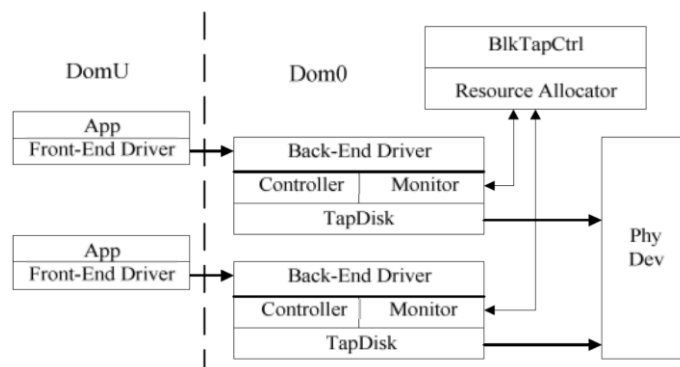 BlkTapCtrl
DomU
Dom0
Resource Allocator
App
Front-End Driver
Back-End Driver
Controller
Monitor
TapDisk
Phy
Dev
App
Front-End Driver
Back-End Driver
Controller
Monitor
TapDisk